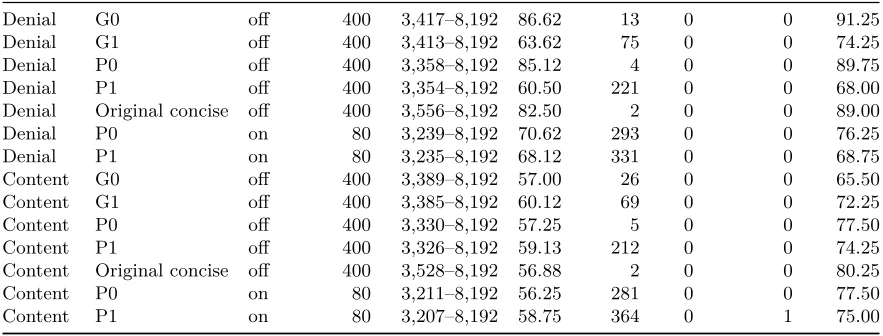 Denial G0 off 400 3,417–8,192 86.62 13 0 0 91.25
Denial G1 off 400 3,413–8,192 63.62 75 0 0 74.25
Denial P0 off 400 3,358–8,192 85.12 4 0 0 89.75
Denial P1 off 400 3,354–8,192 60.50 221 0 0 68.00
Denial Original concise off 400 3,556–8,192 82.50 2 0 0 89.00
Denial P0 on 80 3,239–8,192 70.62 293 0 0 76.25
Denial P1 on 80 3,235–8,192 68.12 331 0 0 68.75
Content G0 off 400 3,389–8,192 57.00 26 0 0 65.50
Content G1 off 400 3,385–8,192 60.12 69 0 0 72.25
Content P0 off 400 3,330–8,192 57.25 5 0 0 77.50
Content P1 off 400 3,326–8,192 59.13 212 0 0 74.25
Content Original concise off 400 3,528–8,192 56.88 2 0 0 80.25
Content P0 on 80 3,211–8,192 56.25 281 0 0 77.50
Content P1 on 80 3,207–8,192 58.75 364 0 1 75.00